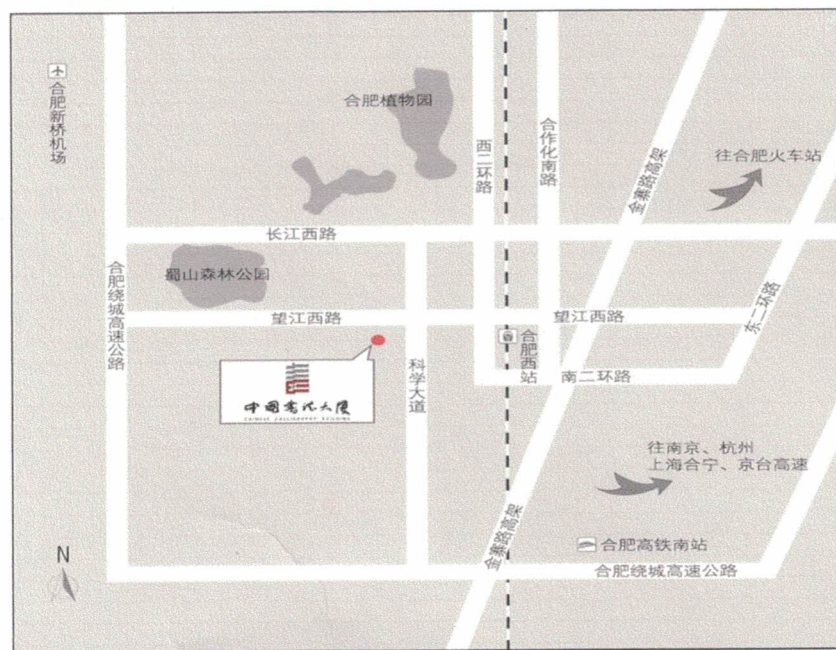 合肥新桥机场
合肥植物园
西二环路
合作化南路
金寨路高架
往合肥火车站
长江西路
合肥绕城高速公路
蜀山森林公园
望江西路
望江西路
东二环路
合肥西站
科学大道
南二环路
中国书法大厦
CHINESE CALLIGRAPHY BUILDING
往南京、杭州
上海合宁、京台高速
金寨路高架
合肥高铁南站
合肥绕城高速公路
N